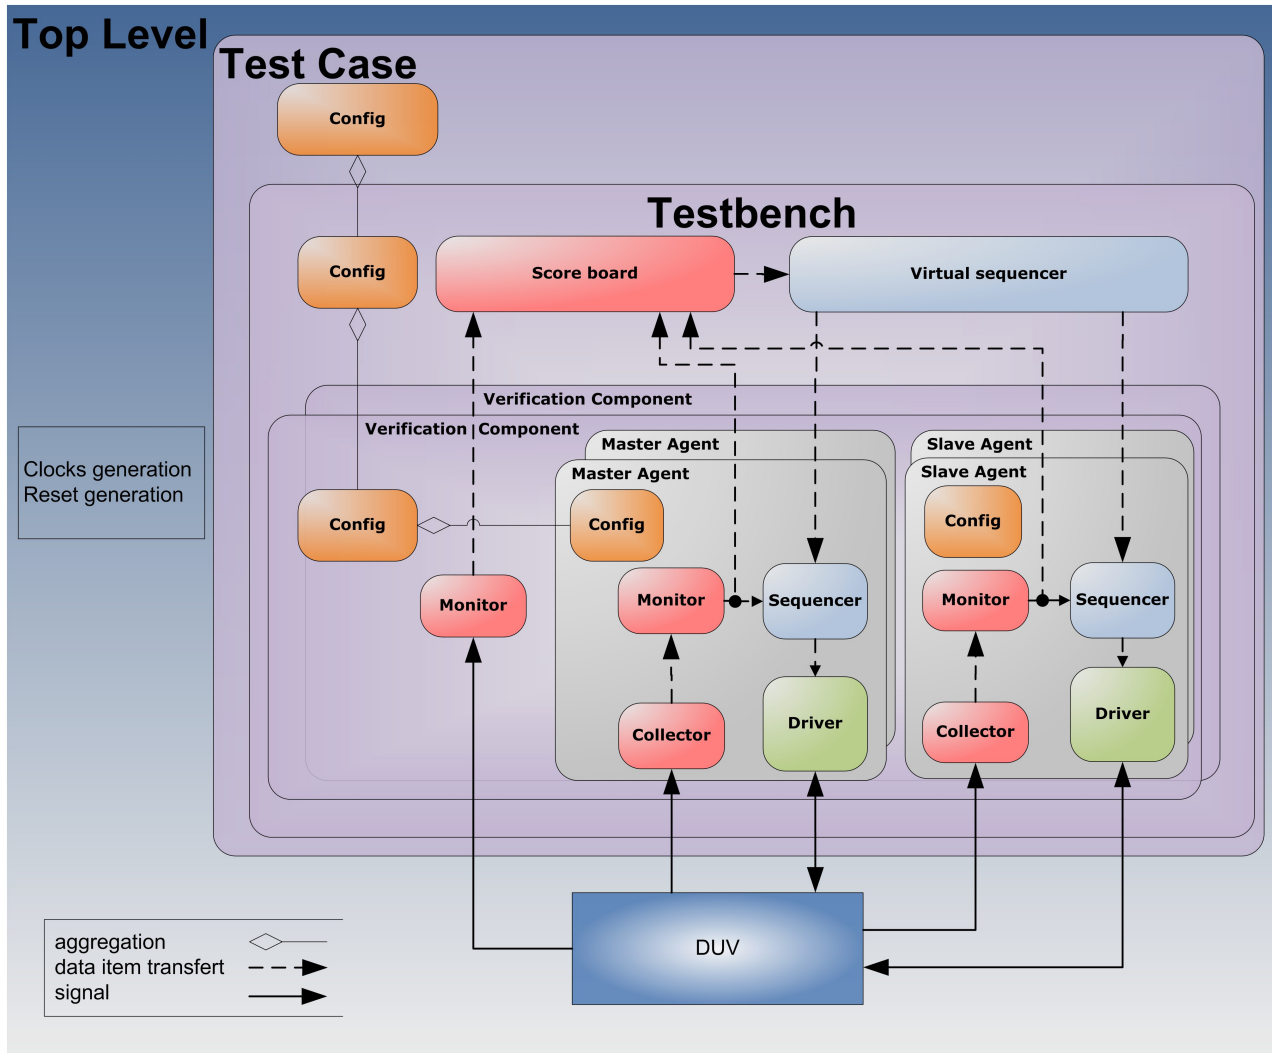 Top Level
Test Case
Config
Testbench
Config
Score board
Virtual sequencer
Verification Component
Verification Component
Master Agent
Master Agent
Slave Agent
Slave Agent
Clocks generation
Reset generation
Config
Config
Config
Monitor
Monitor
Sequencer
Monitor
Sequencer
Collector
Driver
Collector
Driver
DUV
aggregation
data item transfert
signal